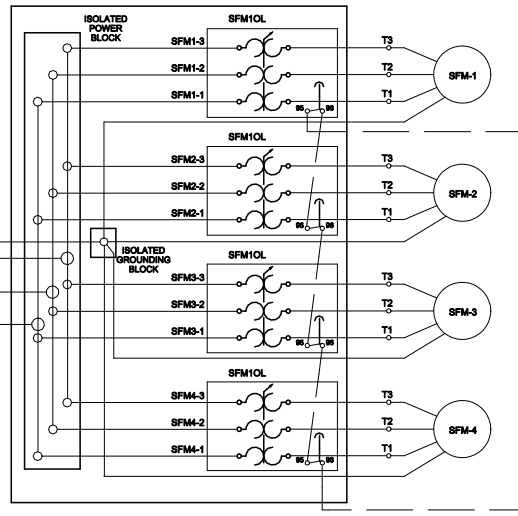 ISOLATED
POWER
BLOCK
SFM1OL
SFM1-3
T3
SFM1-2
T2
SFM-1
SFM1-1
T1
95 96
SFM1OL
SFM2-3
T3
SFM2-2
T2
SFM-2
SFM2-1
T1
95 96
ISOLATED
GROUNDING
BLOCK
SFM1OL
SFM3-3
T3
SFM3-2
T2
SFM-3
SFM3-1
T1
95 96
SFM1OL
SFM4-3
T3
SFM4-2
T2
SFM-4
SFM4-1
T1
95 96